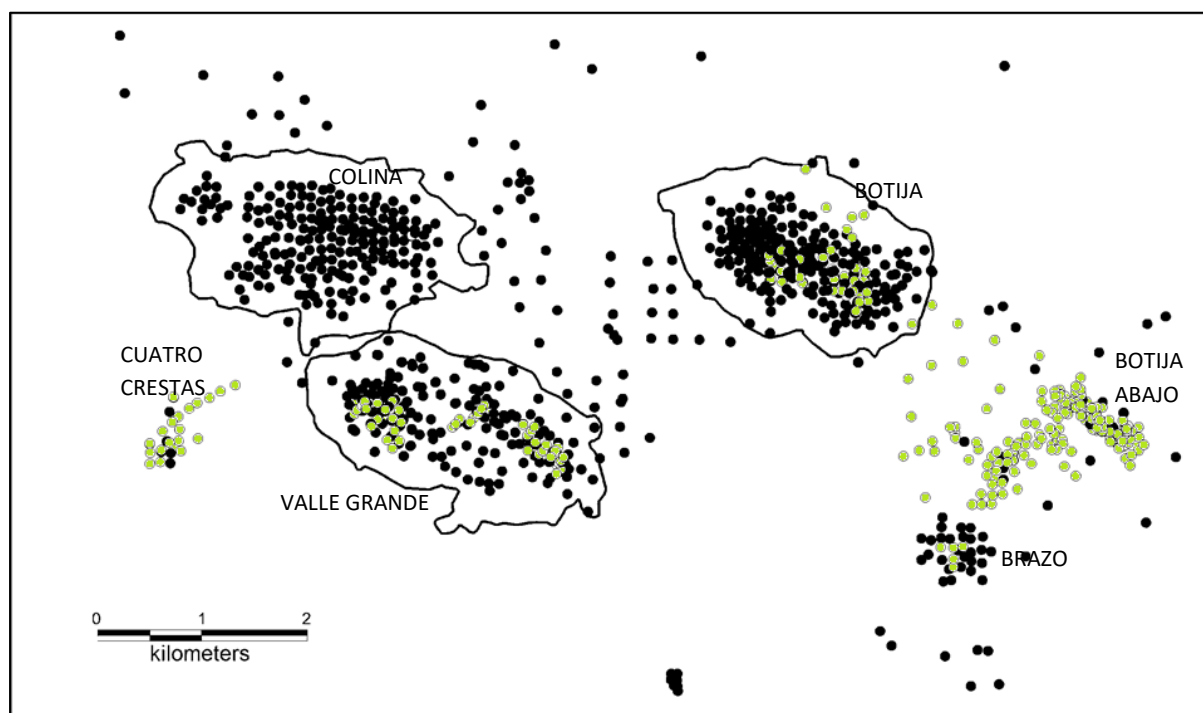 COLINA
BOTIJA
CUATRO
CRESTAS
BOTIJA
ABAJO
VALLE GRANDE
BRAZO
0 1 2
kilometers